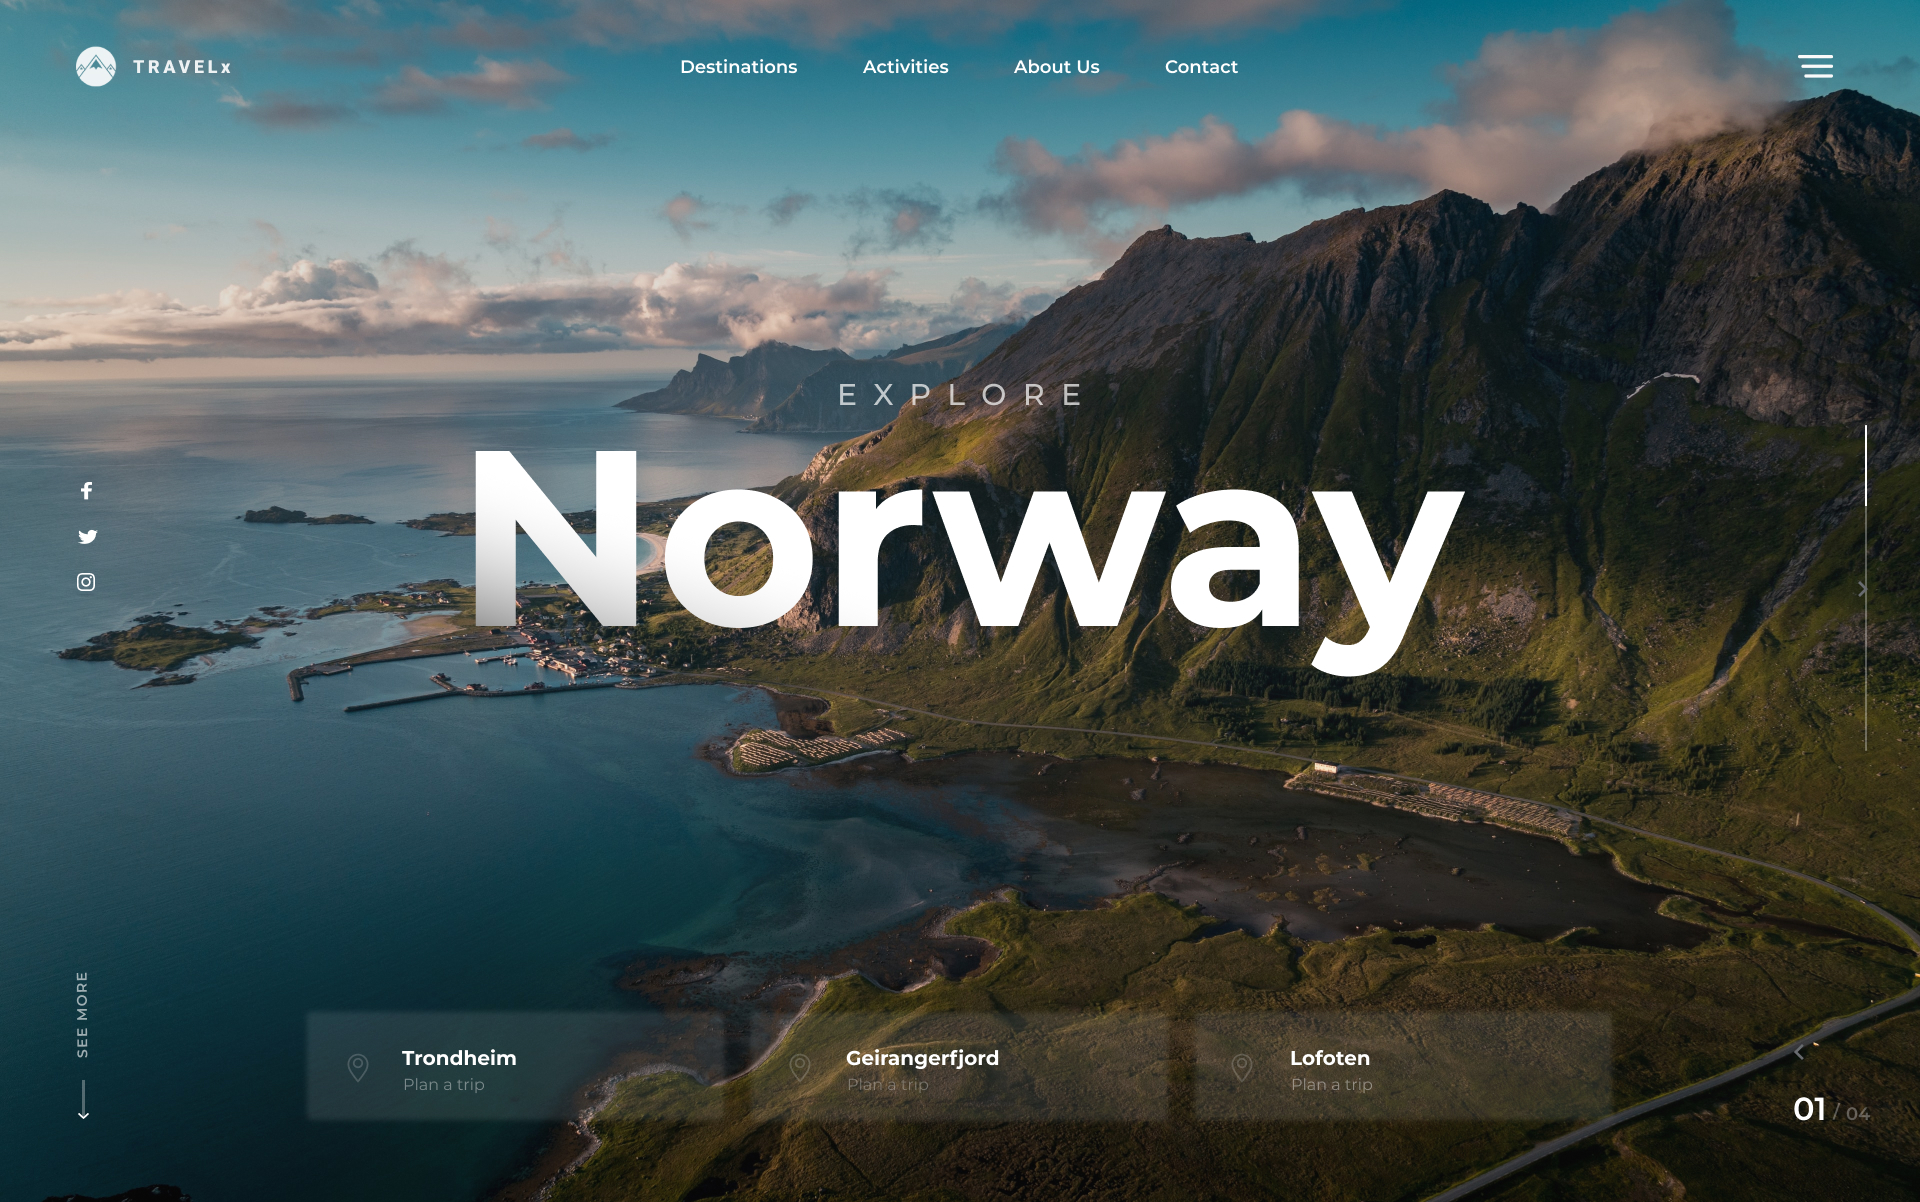 TRAVELx
Destinations
Activities
About Us
Contact
EXPLORE
Norway
SEE MORE
Trondheim
Plan a trip
Geirangerfjord
Plan a trip
Lofoten
Plan a trip
01 / 04